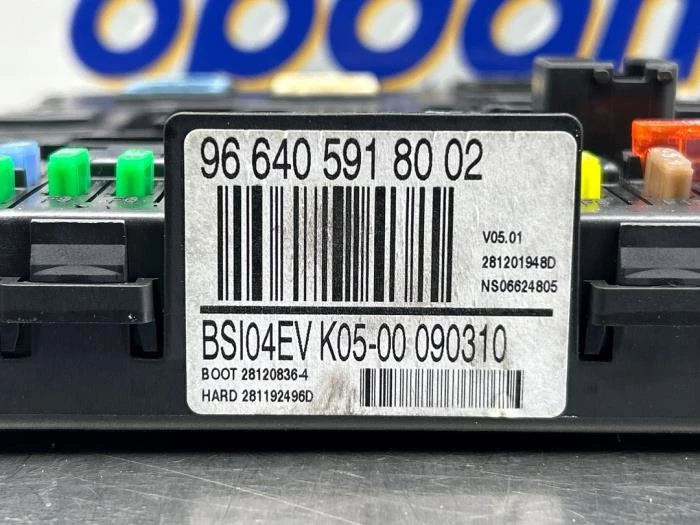 96 640 591 80 02
V05.01
281201948D
NS06624805
BSI04EV K05-00 090310
BOOT 28120836-4
HARD 281192496D